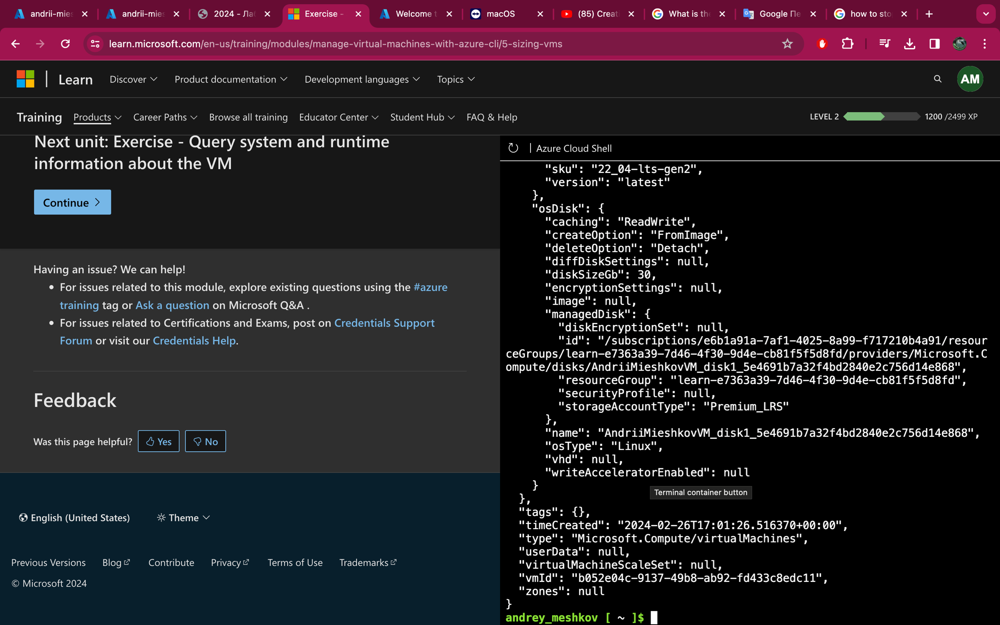 andrii-mies
andrii-mies
2024 - Лаб
Exercise -
Welcome t
macOS
(85) Creati
What is the
Google Пе
how to sto
learn.microsoft.com/en-us/training/modules/manage-virtual-machines-with-azure-cli/5-sizing-vms
Learn
Discover
Product documentation
Development languages
Topics
AM
Training
Products
Career Paths
Browse all training
Educator Center
Student Hub
FAQ & Help
LEVEL 2
1200 /2499 XP
Next unit: Exercise - Query system and runtime
information about the VM
Continue
Having an issue? We can help!
For issues related to this module, explore existing questions using the #azure
training tag or Ask a question on Microsoft Q&A .
For issues related to Certifications and Exams, post on Credentials Support
Forum or visit our Credentials Help.
Feedback
Was this page helpful?
Yes
No
English (United States)
Theme
Previous Versions
Blog
Contribute
Privacy
Terms of Use
Trademarks
© Microsoft 2024
| Azure Cloud Shell
"sku": "22_04-lts-gen2",
"version": "latest"
},
"osDisk": {
"caching": "ReadWrite",
"createOption": "FromImage",
"deleteOption": "Detach",
"diffDiskSettings": null,
"diskSizeGb": 30,
"encryptionSettings": null,
"image": null,
"managedDisk": {
"diskEncryptionSet": null,
"id": "/subscriptions/e6b1a91a-7af1-4025-8a99-f717210b4a91/resour
ceGroups/learn-e7363a39-7d46-4f30-9d4e-cb81f5f5d8fd/providers/Microsoft.C
ompute/disks/AndriiMieshkovVM_disk1_5e4691b7a32f4bd2840e2c756d14e868",
"resourceGroup": "learn-e7363a39-7d46-4f30-9d4e-cb81f5f5d8fd",
"securityProfile": null,
"storageAccountType": "Premium_LRS"
},
"name": "AndriiMieshkovVM_disk1_5e4691b7a32f4bd2840e2c756d14e868",
"osType": "Linux",
"vhd": null,
"writeAcceleratorEnabled": null
}
Terminal container button
},
"tags": {},
"timeCreated": "2024-02-26T17:01:26.516370+00:00",
"type": "Microsoft.Compute/virtualMachines",
"userData": null,
"virtualMachineScaleSet": null,
"vmId": "b052e04c-9137-49b8-ab92-fd433c8edc11",
"zones": null
}
andrey_meshkov [ ~ ]$